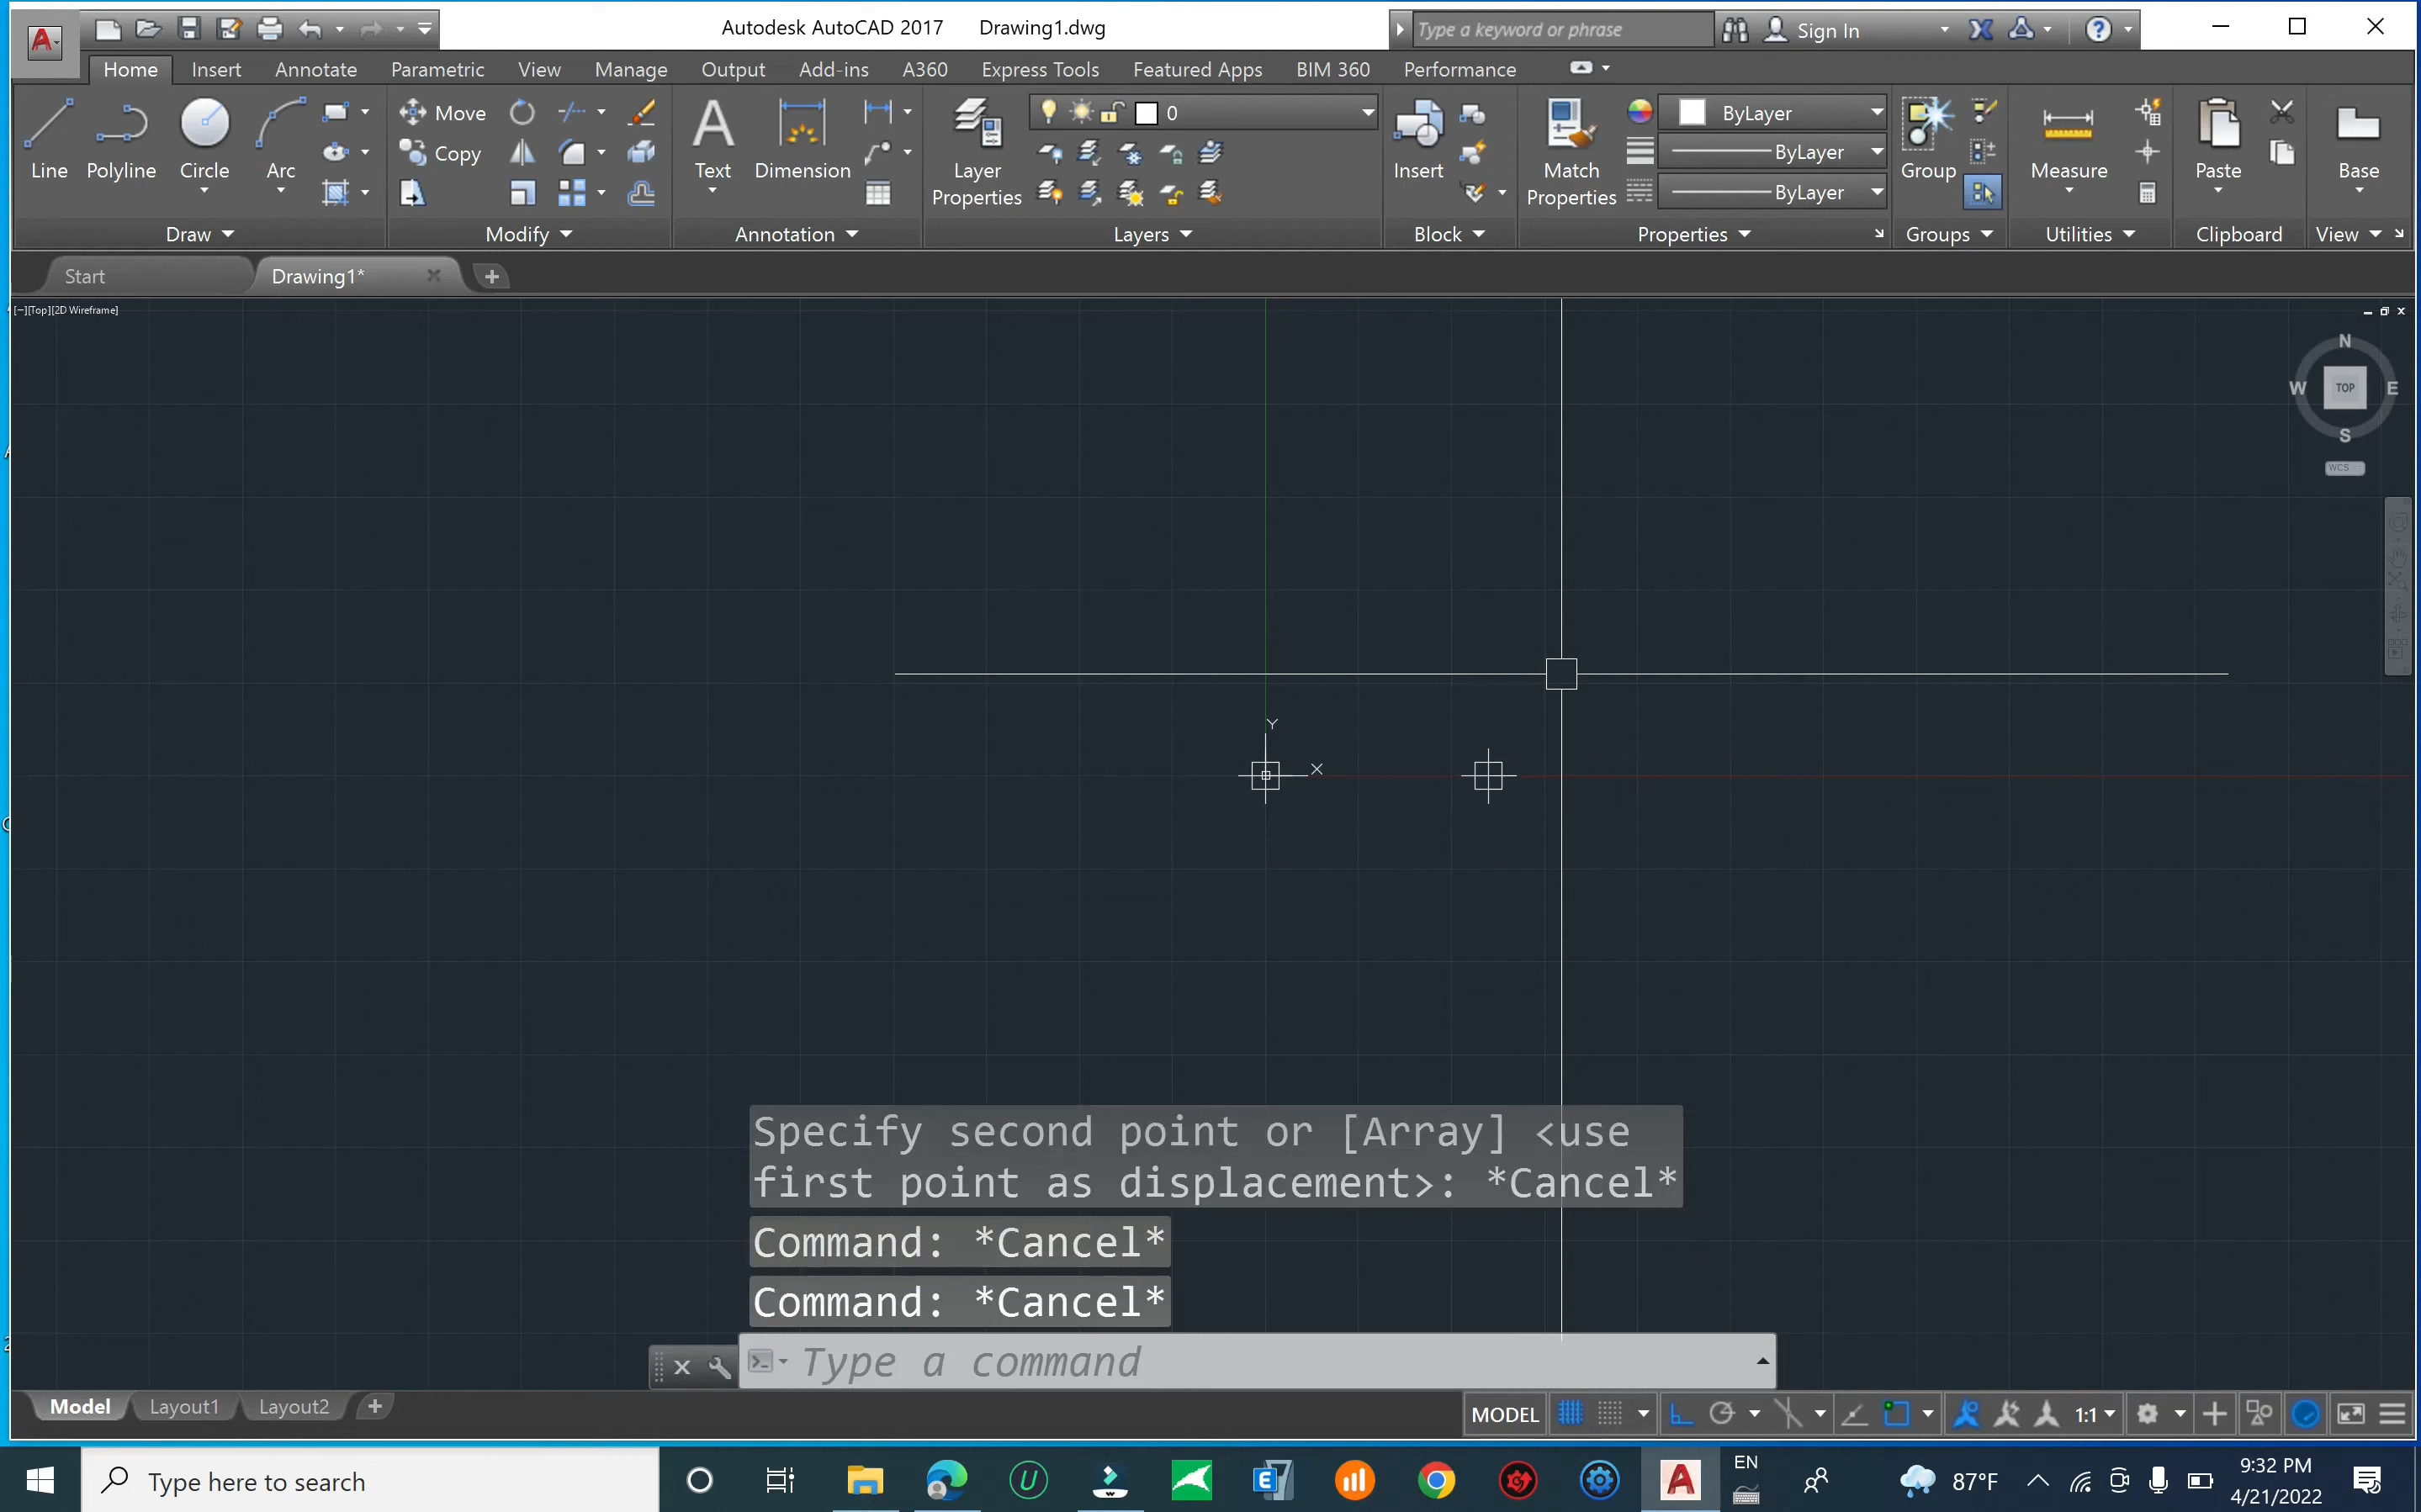 Autodesk AutoCAD 2017 Drawing1.dwg
Type a keyword or phrase
Sign In
Home Insert Annotate Parametric View Manage Output Add-ins A360 Express Tools Featured Apps BIM 360 Performance
Line Polyline Circle Arc
Move
Copy
Text Dimension
Layer
Properties
0
Insert
Match
Properties
ByLayer
ByLayer
ByLayer
Group
Measure
Paste
Base
Draw Modify Annotation Layers Block Properties Groups Utilities Clipboard View
Start Drawing1*
[−][Top][2D Wireframe]
N
W TOP E
S
WCS
Y
X
Specify second point or [Array] <use
first point as displacement>: *Cancel*
Command: *Cancel*
Command: *Cancel*
Type a command
Model Layout1 Layout2
MODEL 1:1
Type here to search
EN
87°F
9:32 PM
4/21/2022